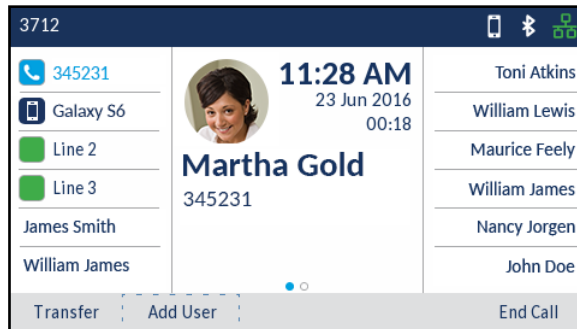 3712
345231
Galaxy S6
Line 2
Line 3
James Smith
William James
11:28 AM
23 Jun 2016
00:18
Martha Gold
345231
Toni Atkins
William Lewis
Maurice Feely
William James
Nancy Jorgen
John Doe
Transfer
Add User
End Call